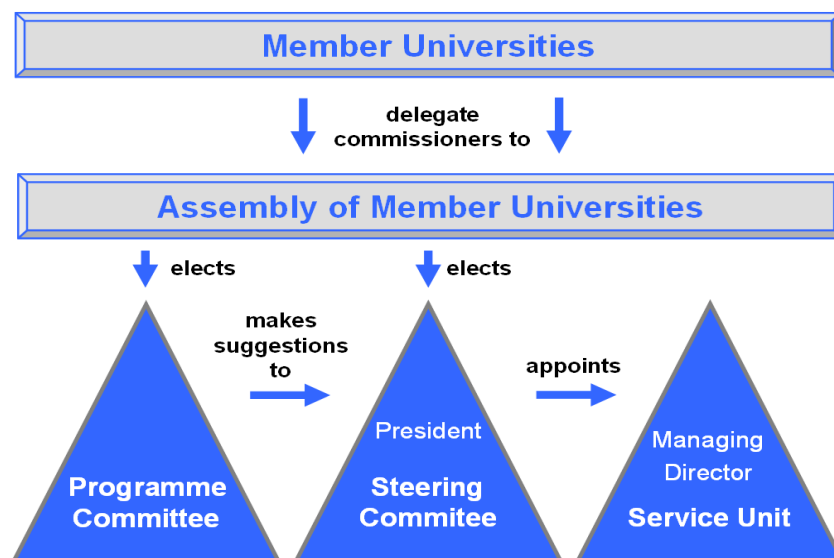 Member Universities
delegate
commissioners to
Assembly of Member Universities
elects
elects
makes
suggestions
to
appoints
President
Managing
Director
Programme
Committee
Steering
Commitee
Service Unit